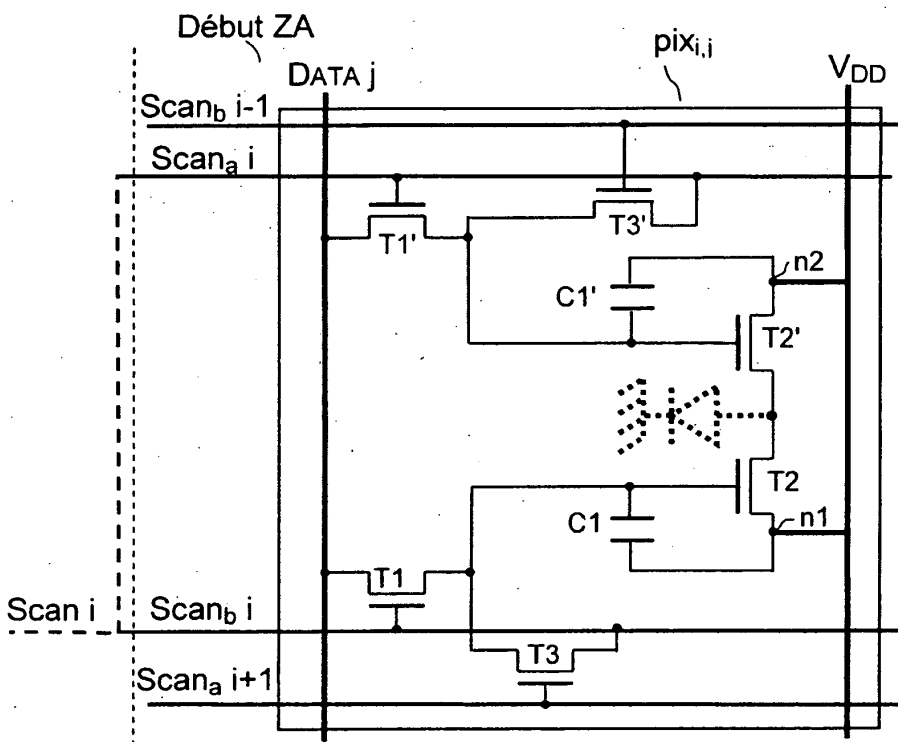 Début ZA
pix i,j
DATA j
VDD
Scanb i-1
Scana i
T1'
T3'
n2
C1'
T2'
T2
C1
n1
T1
Scan i
Scanb i
T3
Scana i+1